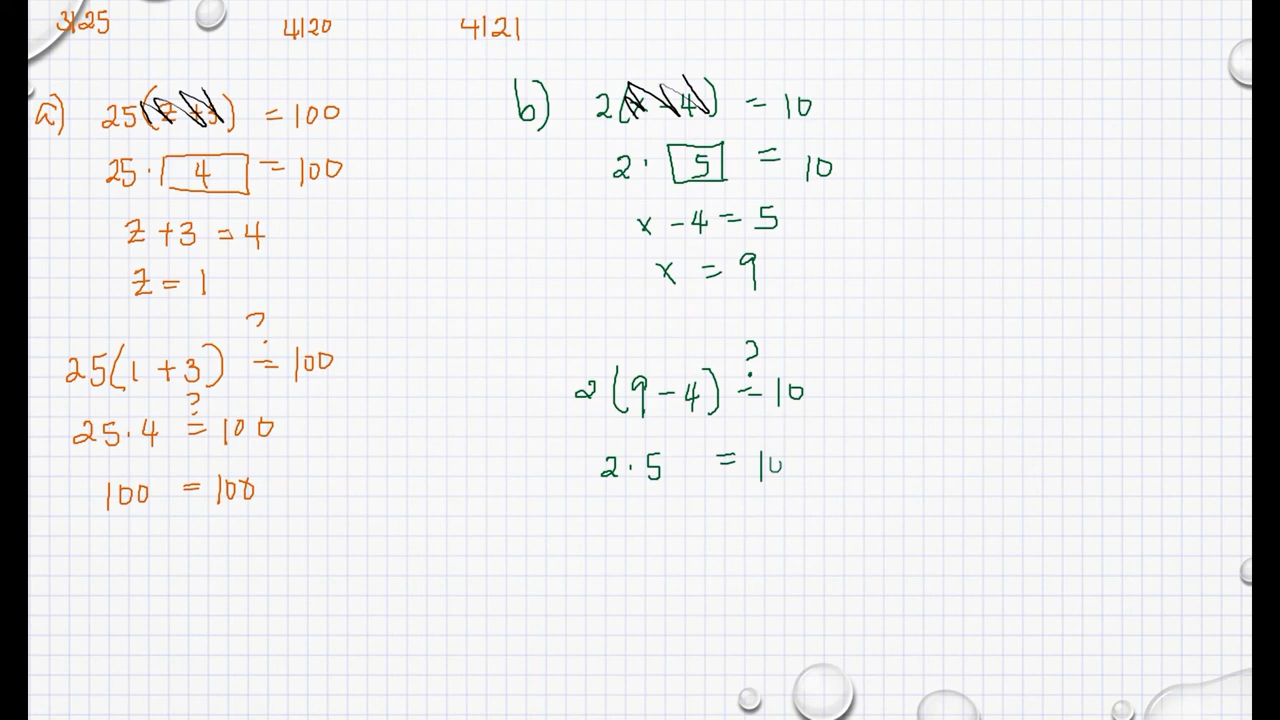 3|25 4|20 4|21
a) 25(z+3) = 100
25 · 4 = 100
z + 3 = 4
z = 1
?
25(1 + 3) = 100
?
25 · 4 = 100
100 = 100
b) 2(x - 4) = 10
2 · 5 = 10
x - 4 = 5
x = 9
?
2(9 - 4) = 10
2 · 5 = 10